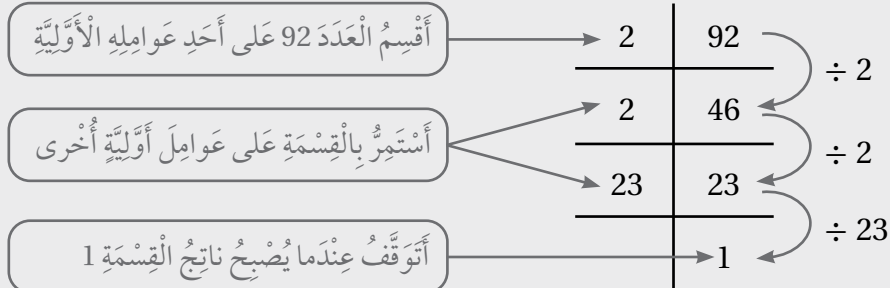 أَقْسِمُ الْعَدَدَ 92 عَلى أَحَدِ عَوامِلِهِ الْأَوَّلِيَّةِ
2 92
÷ 2
أَسْتَمِرُّ بِالْقِسْمَةِ عَلى عَوامِلَ أَوَّلِيَّةٍ أُخْرى
2 46
÷ 2
23 23
÷ 23
أَتَوَقَّفُ عِنْدَما يُصْبِحُ ناتِجُ الْقِسْمَةِ 1
1